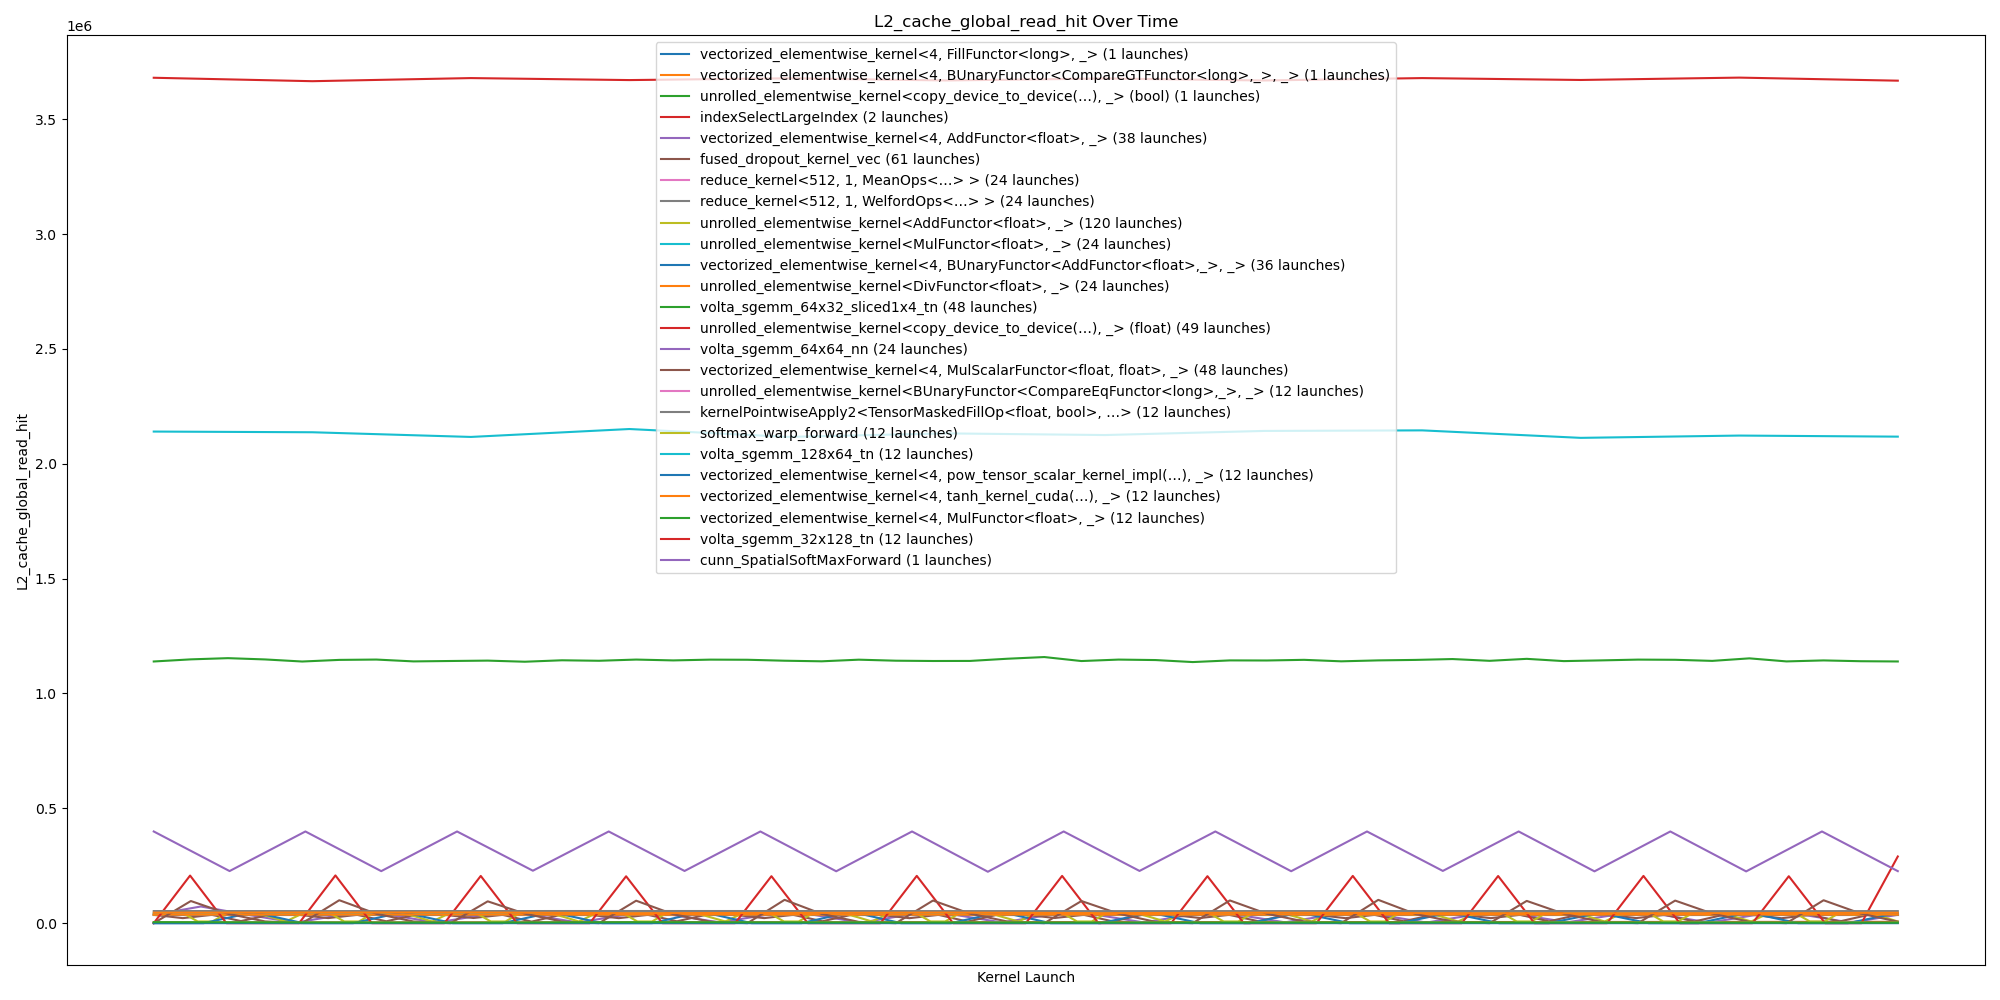 L2_cache_global_read_hit Over Time
1e6
vectorized_elementwise_kernel<4, FillFunctor<long>, _> (1 launches)
vectorized_elementwise_kernel<4, BUnaryFunctor<CompareGTFunctor<long>,_>, _> (1 launches)
unrolled_elementwise_kernel<copy_device_to_device(...), _> (bool) (1 launches)
indexSelectLargeIndex (2 launches)
vectorized_elementwise_kernel<4, AddFunctor<float>, _> (38 launches)
fused_dropout_kernel_vec (61 launches)
reduce_kernel<512, 1, MeanOps<...> > (24 launches)
reduce_kernel<512, 1, WelfordOps<...> > (24 launches)
unrolled_elementwise_kernel<AddFunctor<float>, _> (120 launches)
unrolled_elementwise_kernel<MulFunctor<float>, _> (24 launches)
vectorized_elementwise_kernel<4, BUnaryFunctor<AddFunctor<float>,_>, _> (36 launches)
unrolled_elementwise_kernel<DivFunctor<float>, _> (24 launches)
volta_sgemm_64x32_sliced1x4_tn (48 launches)
unrolled_elementwise_kernel<copy_device_to_device(...), _> (float) (49 launches)
volta_sgemm_64x64_nn (24 launches)
vectorized_elementwise_kernel<4, MulScalarFunctor<float, float>, _> (48 launches)
unrolled_elementwise_kernel<BUnaryFunctor<CompareEqFunctor<long>,_>, _> (12 launches)
kernelPointwiseApply2<TensorMaskedFillOp<float, bool>, ...> (12 launches)
softmax_warp_forward (12 launches)
volta_sgemm_128x64_tn (12 launches)
vectorized_elementwise_kernel<4, pow_tensor_scalar_kernel_impl(...), _> (12 launches)
vectorized_elementwise_kernel<4, tanh_kernel_cuda(...), _> (12 launches)
vectorized_elementwise_kernel<4, MulFunctor<float>, _> (12 launches)
volta_sgemm_32x128_tn (12 launches)
cunn_SpatialSoftMaxForward (1 launches)
3.5
3.0
2.5
2.0
1.5
1.0
0.5
0.0
L2_cache_global_read_hit
Kernel Launch